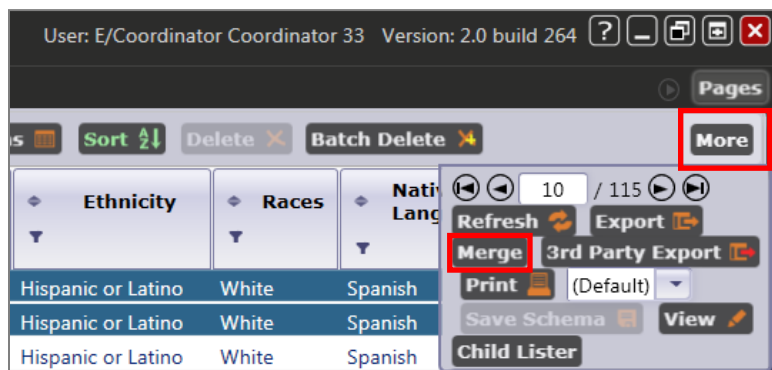 User: E/Coordinator Coordinator 33 Version: 2.0 build 264 ?
Pages
s Sort Delete Batch Delete More
Ethnicity Races
10 / 115
Refresh Export
Merge 3rd Party Export
Print (Default)
Save Schema View
Child Lister
Hispanic or Latino White Spanish
Hispanic or Latino White Spanish
Hispanic or Latino White Spanish